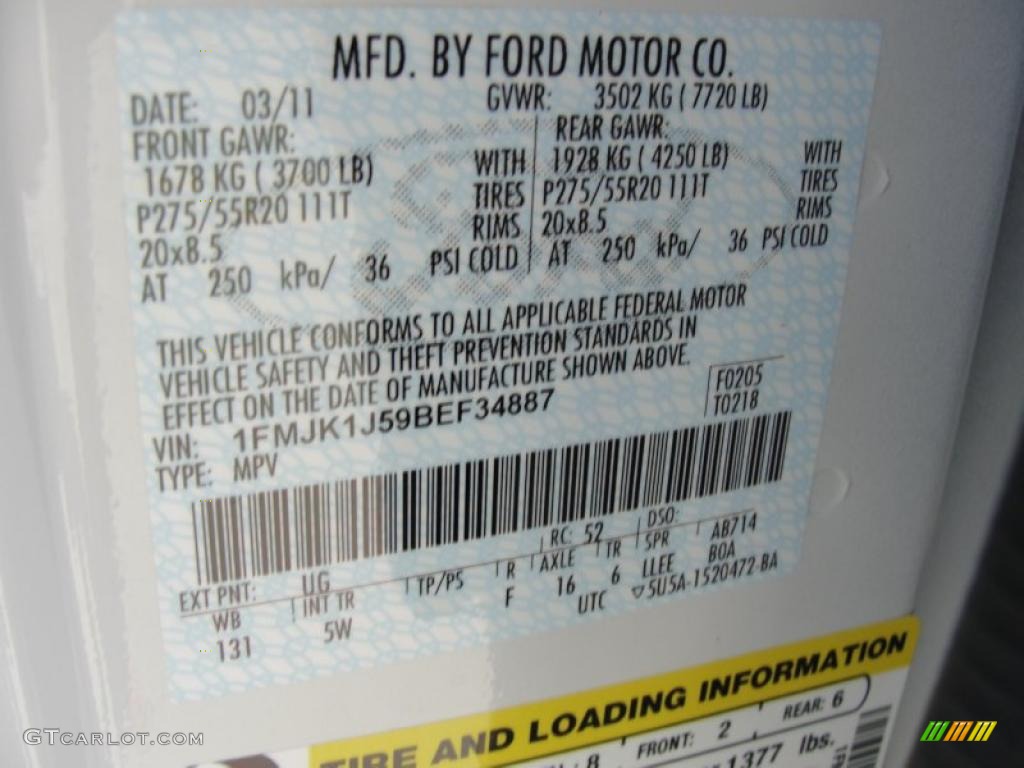 MFD. BY FORD MOTOR CO.
DATE: 03/11 GVWR: 3502 KG ( 7720 LB)
FRONT GAWR: REAR GAWR:
1678 KG ( 3700 LB) WITH 1928 KG ( 4250 LB) WITH
P275/55R20 111T TIRES P275/55R20 111T TIRES
20x8.5 RIMS 20x8.5 RIMS
AT 250 kPa/ 36 PSI COLD AT 250 kPa/ 36 PSI COLD
THIS VEHICLE CONFORMS TO ALL APPLICABLE FEDERAL MOTOR
VEHICLE SAFETY AND THEFT PREVENTION STANDARDS IN
EFFECT ON THE DATE OF MANUFACTURE SHOWN ABOVE.
F0205
VIN: 1FMJK1J59BEF34887 T0218
TYPE: MPV
EXT PNT: UG RC: 52 DSO: AB714
WB INT TR TP/PS R AXLE TR SPR BOA
131 5W F 16 6 LLEE
UTC ▽5U5A-1520472-BA
TIRE AND LOADING INFORMATION
8 FRONT: 2 REAR: 6
1377 lbs.
GTCARLOT.COM